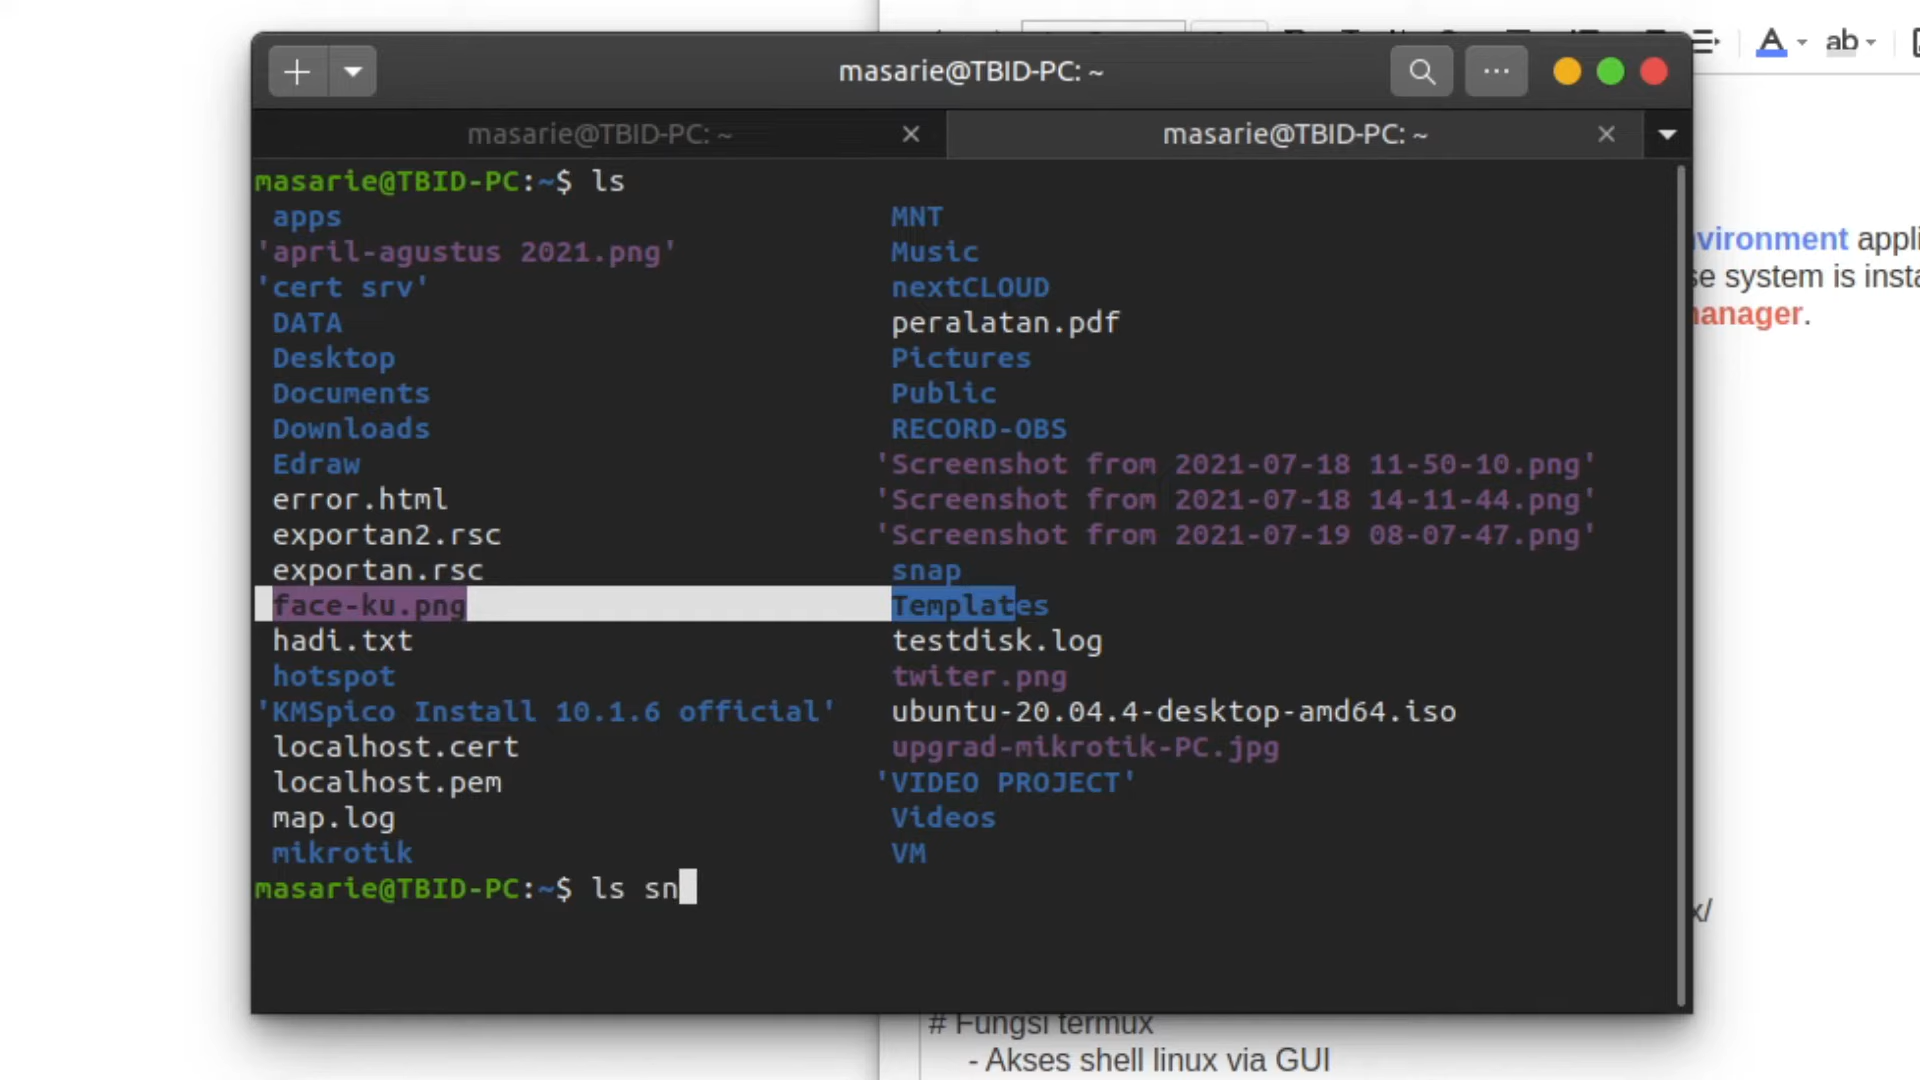 masarie@TBID-PC: ~
masarie@TBID-PC: ~
masarie@TBID-PC: ~
masarie@TBID-PC:~$ ls
apps MNT
'april-agustus 2021.png' Music
'cert srv' nextCLOUD
DATA peralatan.pdf
Desktop Pictures
Documents Public
Downloads RECORD-OBS
Edraw 'Screenshot from 2021-07-18 11-50-10.png'
error.html 'Screenshot from 2021-07-18 14-11-44.png'
exportan2.rsc 'Screenshot from 2021-07-19 08-07-47.png'
exportan.rsc snap
face-ku.png Templates
hadi.txt testdisk.log
hotspot twiter.png
'KMSpico Install 10.1.6 official' ubuntu-20.04.4-desktop-amd64.iso
localhost.cert upgrad-mikrotik-PC.jpg
localhost.pem 'VIDEO PROJECT'
map.log Videos
mikrotik VM
masarie@TBID-PC:~$ ls sn
A ab
vironment appli
se system is insta
manager.
x/
# Fungsi termux
- Akses shell linux via GUI